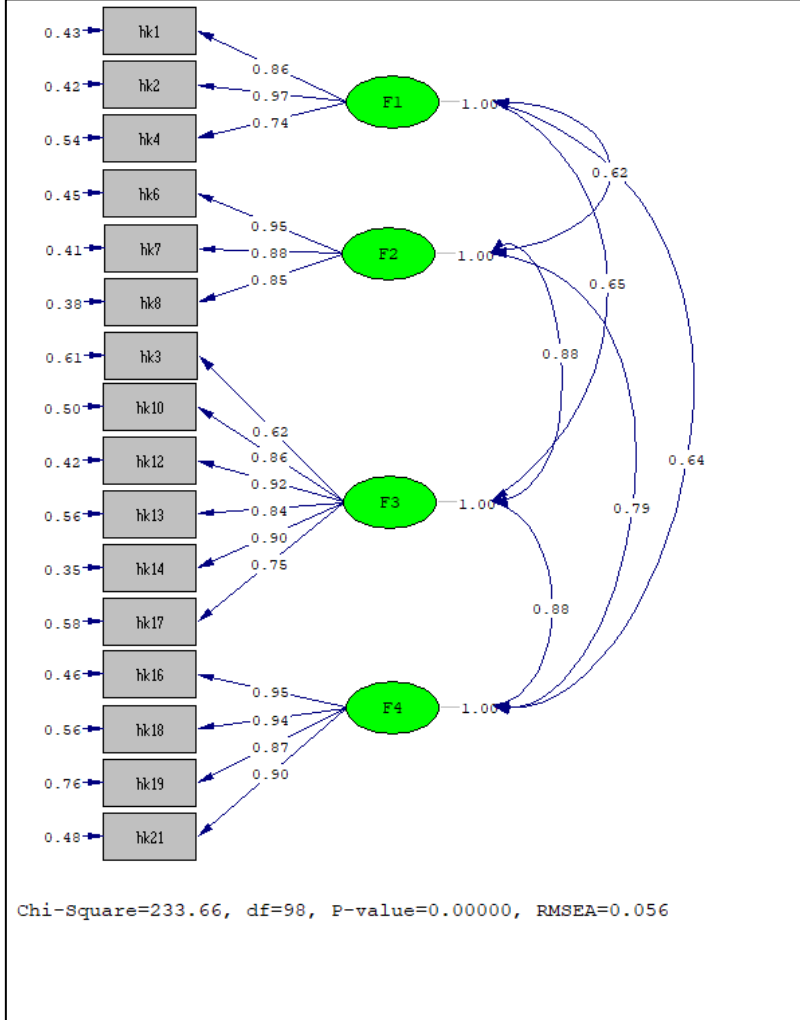 0.43 hk1
0.86
0.42 hk2 0.97 F1 1.00
0.74
0.54 hk4
0.62
0.45 hk6
0.95
0.41 hk7 0.88 F2 1.00
0.85
0.65
0.38 hk8
0.61 hk3
0.88
0.50 hk10
0.62
0.86
0.42 hk12
0.64
0.92
0.56 hk13 0.84 F3 1.00
0.79
0.90
0.35 hk14
0.75
0.58 hk17
0.88
0.46 hk16
0.95
0.56 hk18 0.94 F4 1.00
0.87
0.76 hk19
0.90
0.48 hk21
Chi-Square=233.66, df=98, P-value=0.00000, RMSEA=0.056